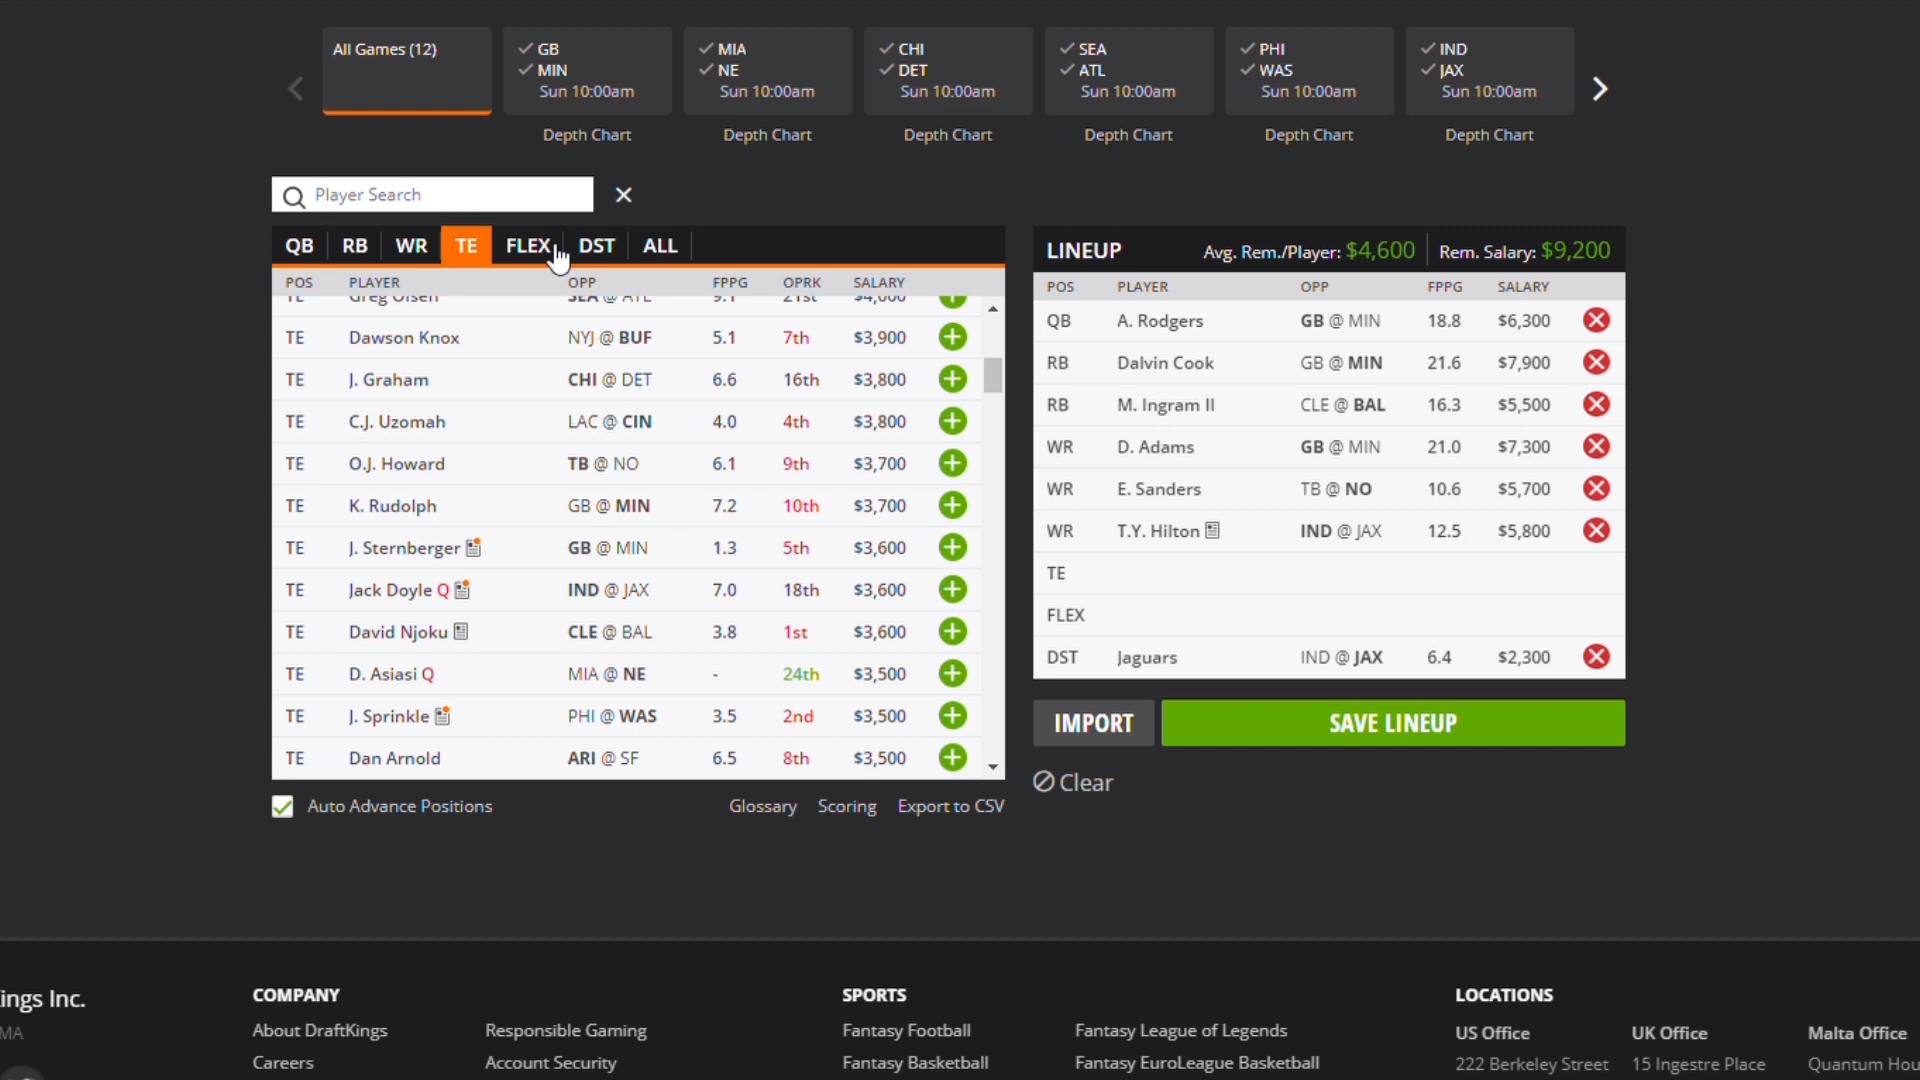 All Games (12)
GB
MIN
Sun 10:00am
Depth Chart
MIA
NE
Sun 10:00am
Depth Chart
CHI
DET
Sun 10:00am
Depth Chart
SEA
ATL
Sun 10:00am
Depth Chart
PHI
WAS
Sun 10:00am
Depth Chart
IND
JAX
Sun 10:00am
Depth Chart
Player Search
QB RB WR TE FLEX DST ALL
POS PLAYER OPP FPPG OPRK SALARY
TE Greg Olsen SEA @ ATL 9.1 21st $4,000
TE Dawson Knox NYJ @ BUF 5.1 7th $3,900
TE J. Graham CHI @ DET 6.6 16th $3,800
TE C.J. Uzomah LAC @ CIN 4.0 4th $3,800
TE O.J. Howard TB @ NO 6.1 9th $3,700
TE K. Rudolph GB @ MIN 7.2 10th $3,700
TE J. Sternberger GB @ MIN 1.3 5th $3,600
TE Jack Doyle Q IND @ JAX 7.0 18th $3,600
TE David Njoku CLE @ BAL 3.8 1st $3,600
TE D. Asiasi Q MIA @ NE - 24th $3,500
TE J. Sprinkle PHI @ WAS 3.5 2nd $3,500
TE Dan Arnold ARI @ SF 6.5 8th $3,500
Auto Advance Positions
Glossary Scoring Export to CSV
LINEUP Avg. Rem./Player: $4,600 Rem. Salary: $9,200
POS PLAYER OPP FPPG SALARY
QB A. Rodgers GB @ MIN 18.8 $6,300
RB Dalvin Cook GB @ MIN 21.6 $7,900
RB M. Ingram II CLE @ BAL 16.3 $5,500
WR D. Adams GB @ MIN 21.0 $7,300
WR E. Sanders TB @ NO 10.6 $5,700
WR T.Y. Hilton IND @ JAX 12.5 $5,800
TE
FLEX
DST Jaguars IND @ JAX 6.4 $2,300
IMPORT SAVE LINEUP
Clear
ings Inc.
MA
COMPANY
About DraftKings Responsible Gaming
Careers Account Security
SPORTS
Fantasy Football Fantasy League of Legends
Fantasy Basketball Fantasy EuroLeague Basketball
LOCATIONS
US Office UK Office Malta Office
222 Berkeley Street 15 Ingestre Place Quantum Hou